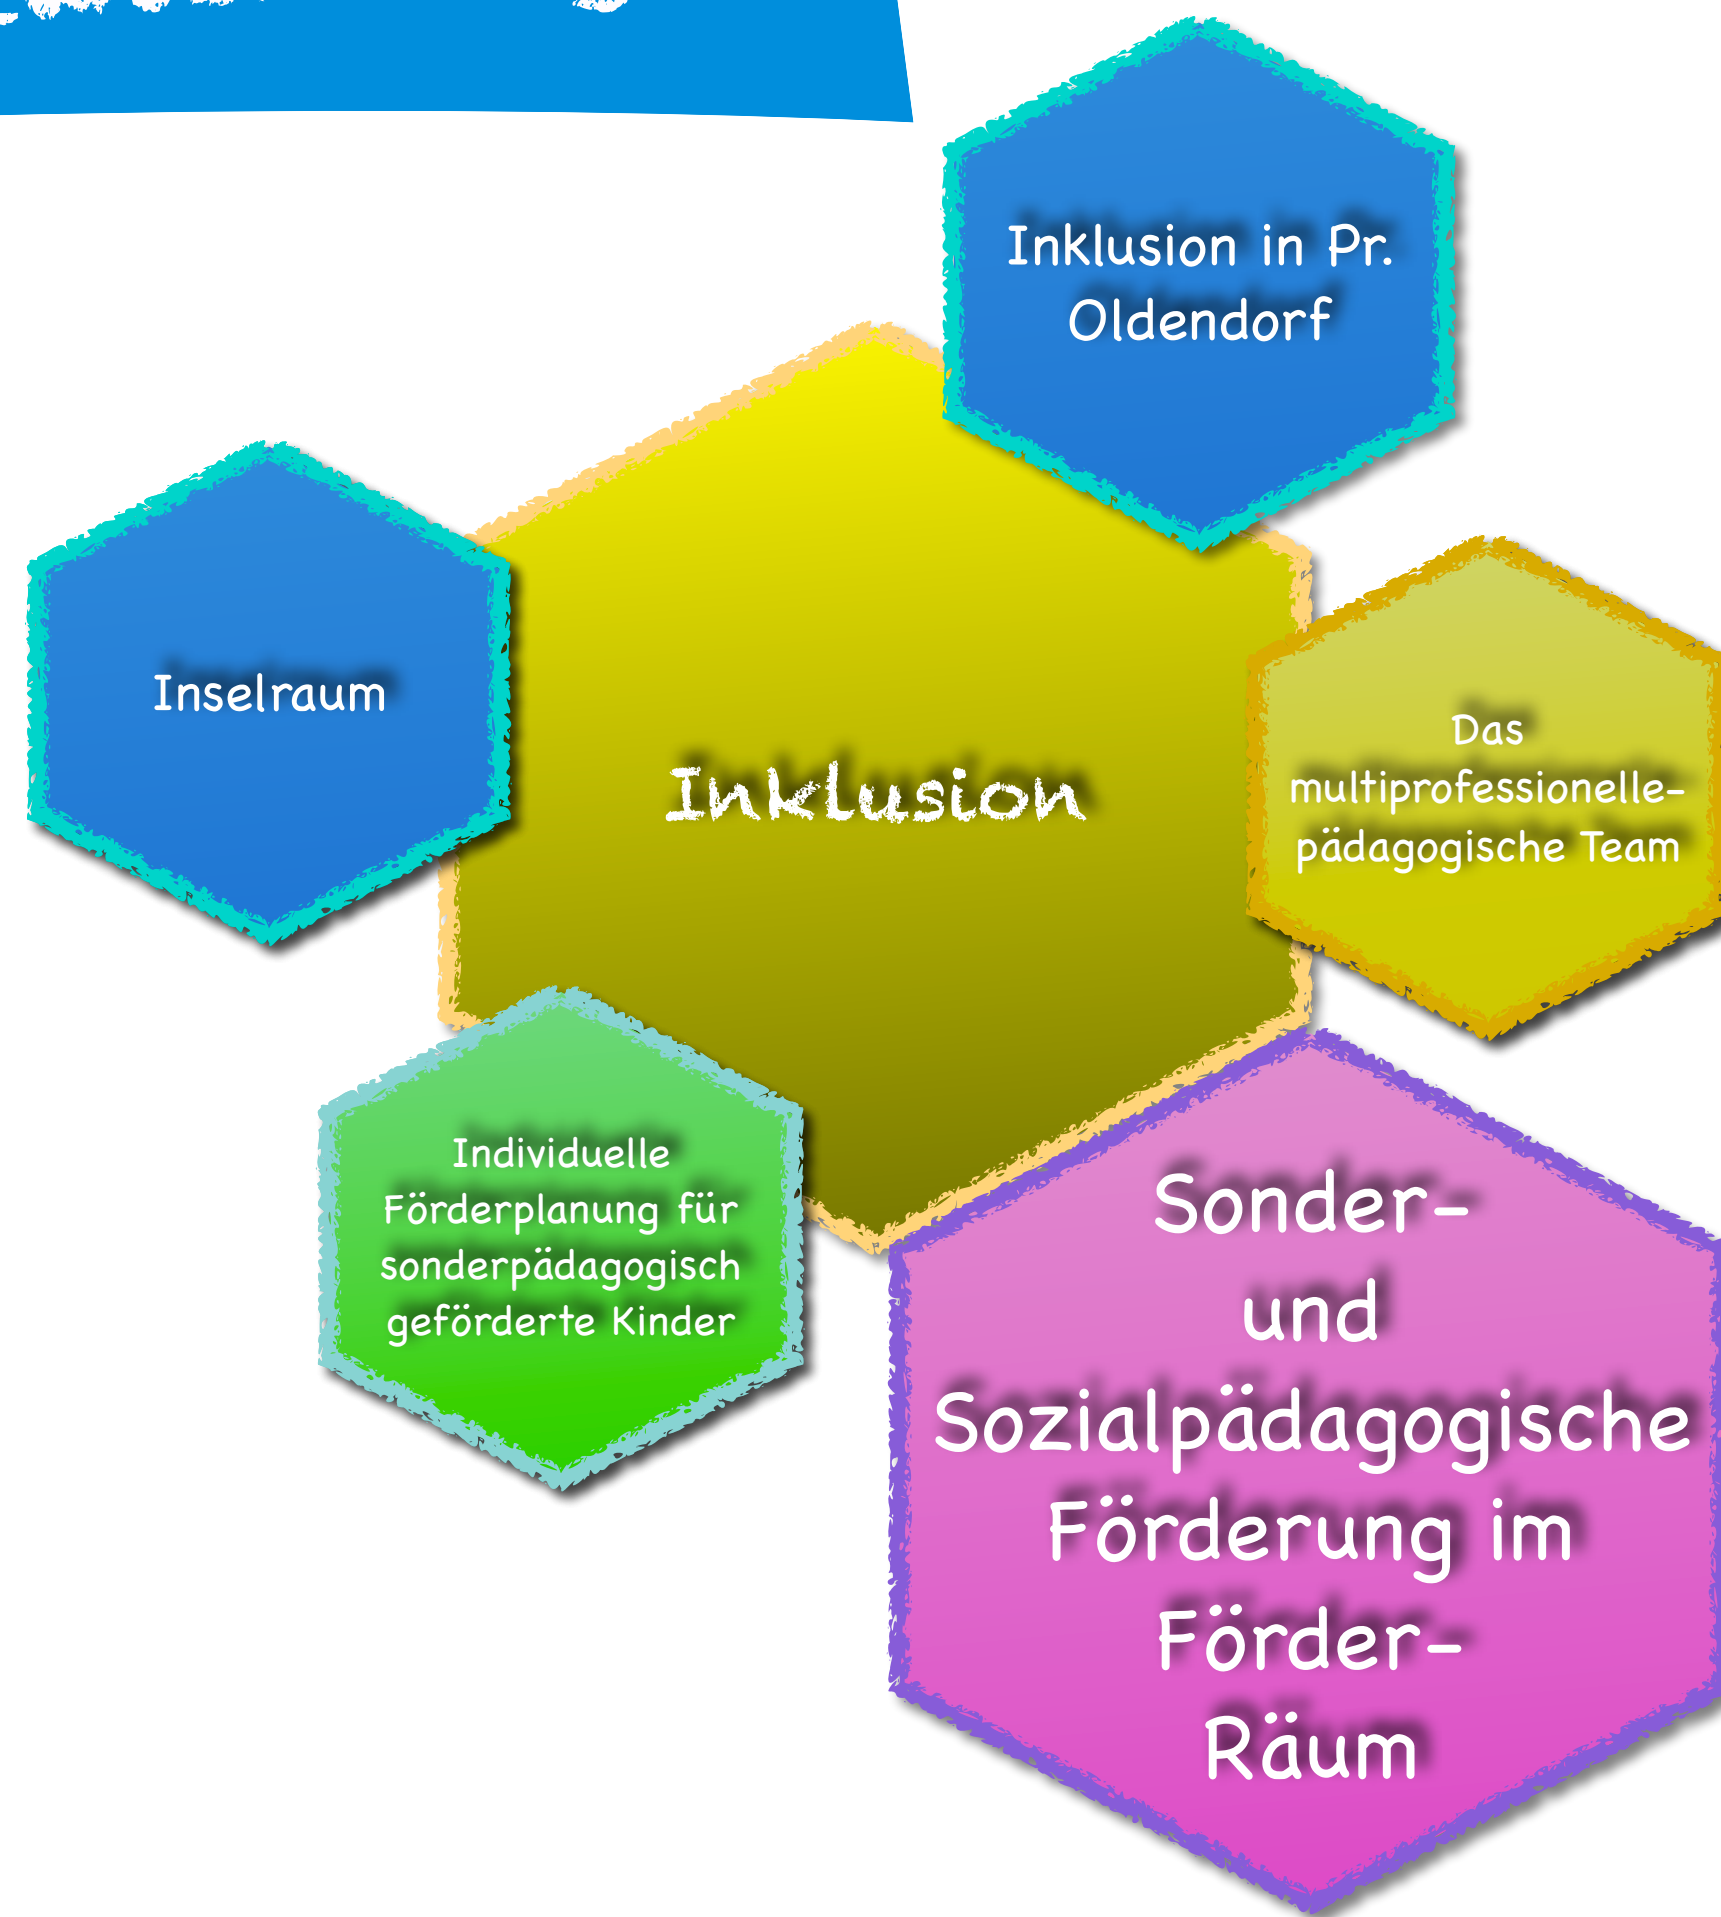 Inklusion in Pr.
Oldendorf
Inselraum
Inklusion
Das
multiprofessionelle-
pädagogische Team
Individuelle
Förderplanung für
sonderpädagogisch
geförderte Kinder
Sonder-
und
Sozialpädagogische
Förderung im
Förder-
Räum